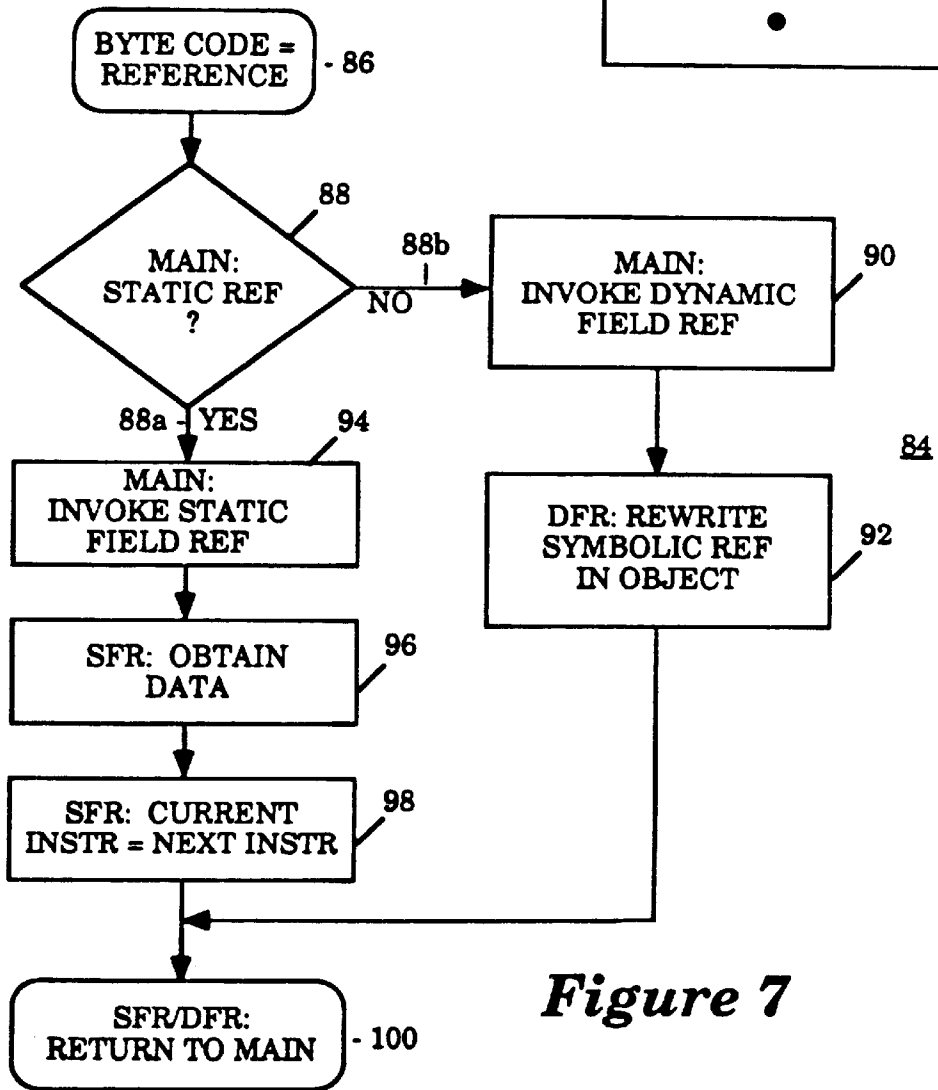 BYTE CODE =
REFERENCE
- 86
88
MAIN:
STATIC REF
?
88b
NO
90
MAIN:
INVOKE DYNAMIC
FIELD REF
88a - YES
94
MAIN:
INVOKE STATIC
FIELD REF
84
DFR: REWRITE
SYMBOLIC REF
IN OBJECT
92
SFR: OBTAIN
DATA
96
SFR: CURRENT
INSTR = NEXT INSTR
98
SFR/DFR:
RETURN TO MAIN
- 100
Figure 7